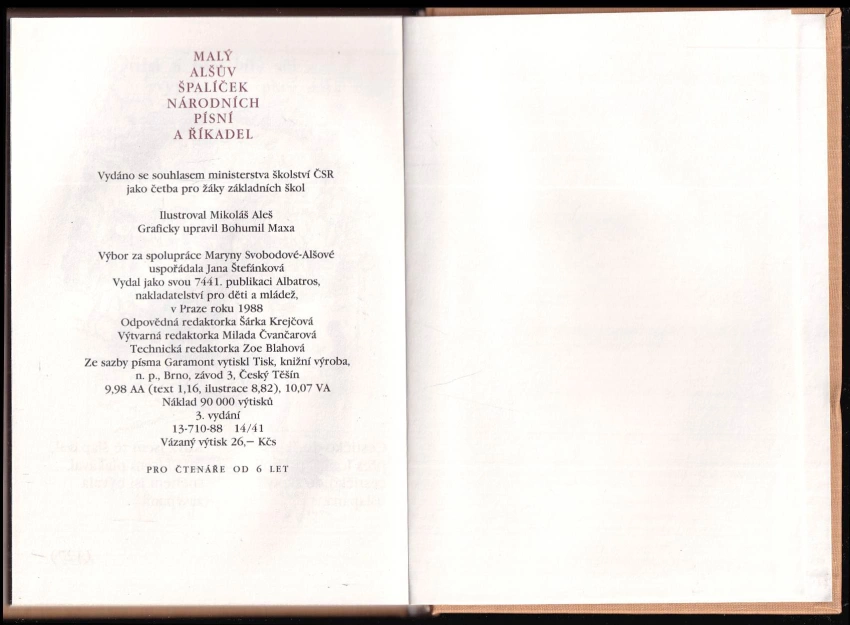 MALÝ
ALŠŮV
ŠPALÍČEK
NÁRODNÍCH
PÍSNÍ
A ŘÍKADEL
Vydáno se souhlasem ministerstva školství ČSR
jako četba pro žáky základních škol
Ilustroval Mikoláš Aleš
Graficky upravil Bohumil Maxa
Výbor za spolupráce Maryny Svobodové-Alšové
uspořádala Jana Štefánková
Vydal jako svou 7441. publikaci Albatros,
nakladatelství pro děti a mládež,
v Praze roku 1988
Odpovědná redaktorka Šárka Krejčová
Výtvarná redaktorka Milada Čvančarová
Technická redaktorka Zoe Blahová
Ze sazby písma Garamont vytiskl Tisk, knižní výroba,
n. p., Brno, závod 3, Český Těšín
9,98 AA (text 1,16, ilustrace 8,82), 10,07 VA
Náklad 90 000 výtisků
3. vydání
13-710-88 14/41
Vázaný výtisk 26,— Kčs
PRO ČTENÁŘE OD 6 LET